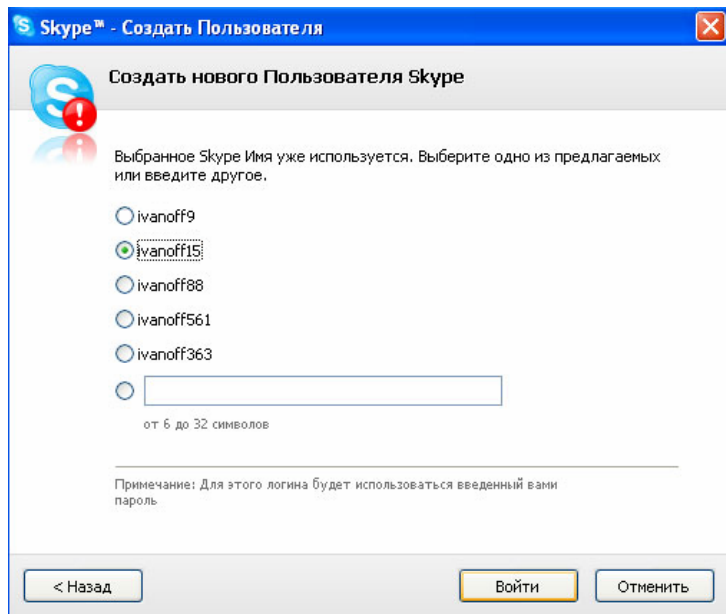 Skype™ - Создать Пользователя
Создать нового Пользователя Skype
Выбранное Skype Имя уже используется. Выберите одно из предлагаемых
или введите другое.
ivanoff9
ivanoff15
ivanoff88
ivanoff561
ivanoff363
от 6 до 32 символов
Примечание: Для этого логина будет использоваться введенный вами
пароль
< Назад
Войти
Отменить